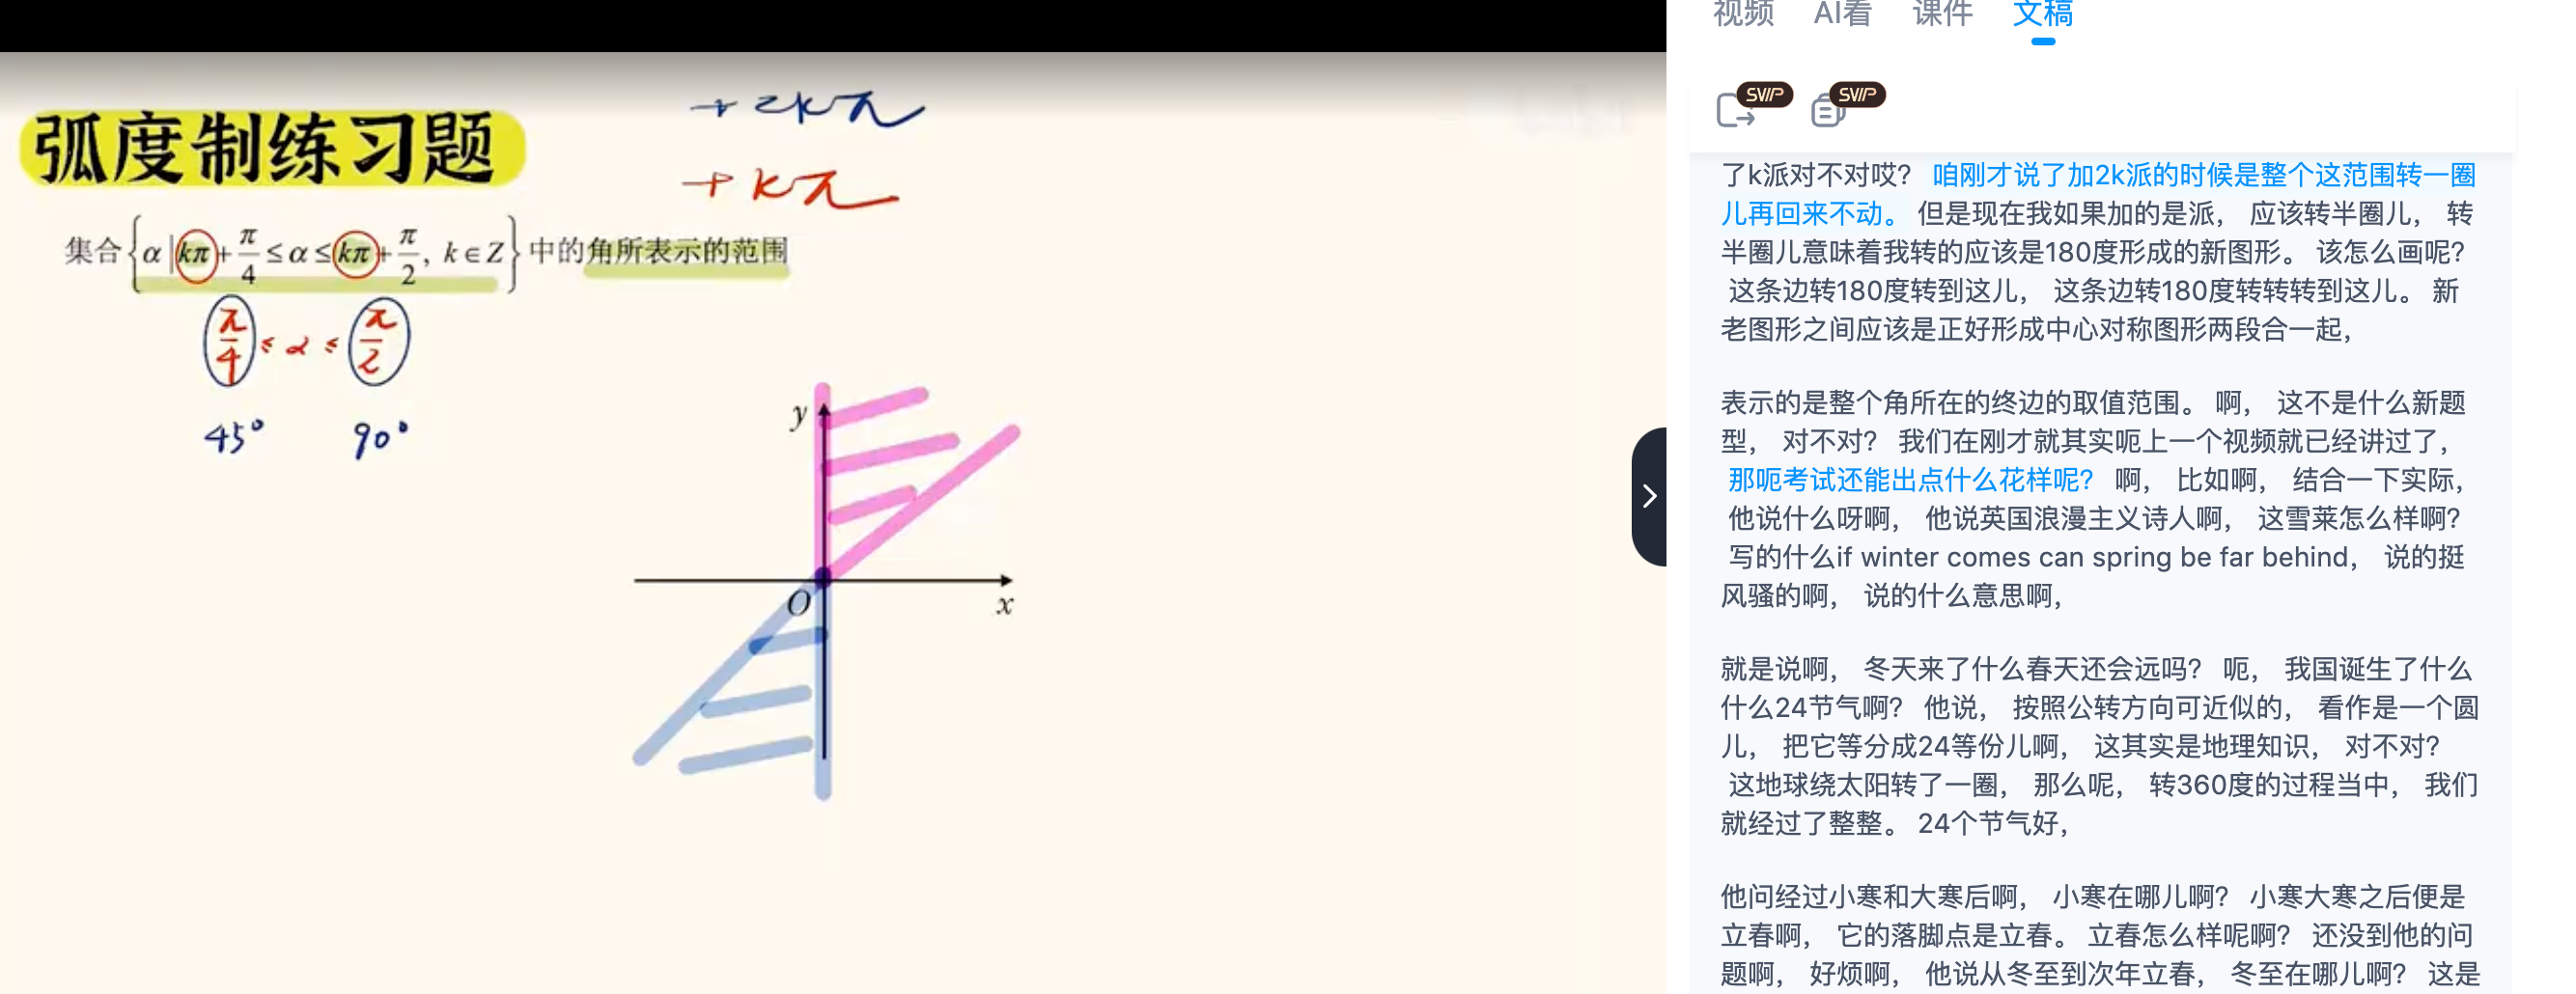 弧度制练习题
+2kπ
+kπ
集合{α|kπ+π/4≤α≤kπ+π/2, k∈Z}中的角所表示的范围
π/4≤α≤π/2
45° 90°
y
O
x
视频 AI看 课件 文稿
SVIP SVIP
了k派对不对哎? 咱刚才说了加2k派的时候是整个这范围转一圈
儿再回来不动。 但是现在我如果加的是派, 应该转半圈儿, 转
半圈儿意味着我转的应该是180度形成的新图形。 该怎么画呢?
这条边转180度转到这儿, 这条边转180度转转转到这儿。 新
老图形之间应该是正好形成中心对称图形两段合一起,
表示的是整个角所在的终边的取值范围。 啊, 这不是什么新题
型, 对不对? 我们在刚才就其实呃上一个视频就已经讲过了,
那呃考试还能出点什么花样呢? 啊, 比如啊, 结合一下实际,
他说什么呀啊, 他说英国浪漫主义诗人啊, 这雪莱怎么样啊?
写的什么if winter comes can spring be far behind, 说的挺
风骚的啊, 说的什么意思啊,
就是说啊, 冬天来了什么春天还会远吗? 呃, 我国诞生了什么
什么24节气啊? 他说, 按照公转方向可近似的, 看作是一个圆
儿, 把它等分成24等份儿啊, 这其实是地理知识, 对不对?
这地球绕太阳转了一圈, 那么呢, 转360度的过程当中, 我们
就经过了整整。 24个节气好,
他问经过小寒和大寒后啊, 小寒在哪儿啊? 小寒大寒之后便是
立春啊, 它的落脚点是立春。 立春怎么样呢啊? 还没到他的问
题啊, 好烦啊, 他说从冬至到次年立春, 冬至在哪儿啊? 这是